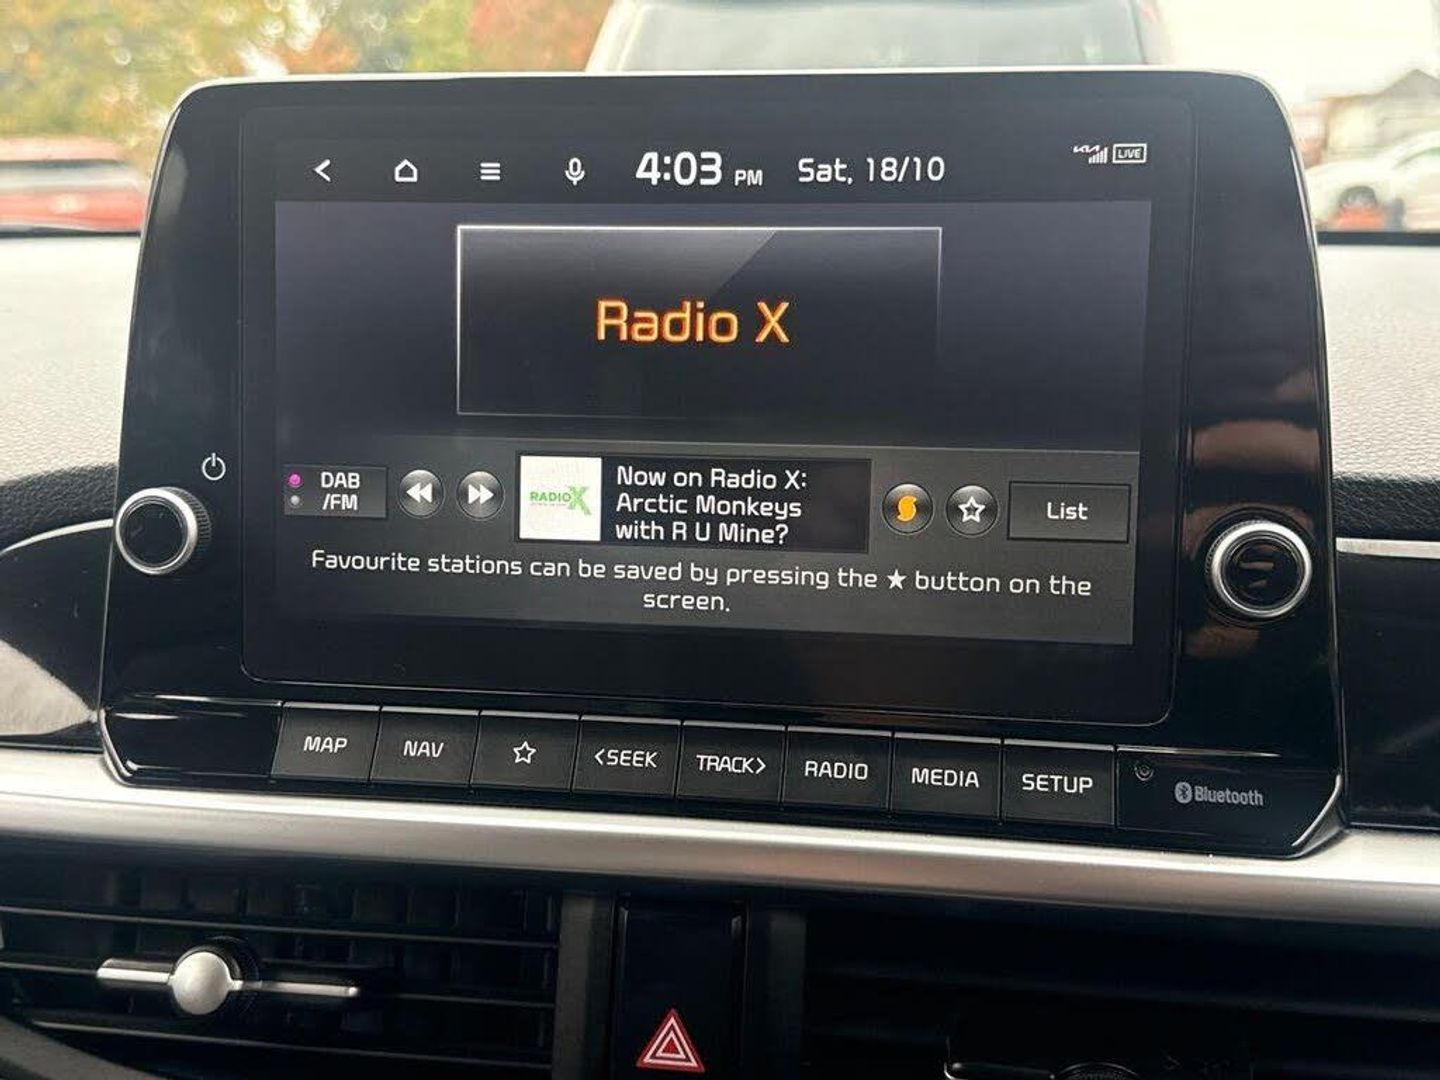 4:03 PM Sat, 18/10
LIVE
Radio X
DAB
/FM
RADIO X
Now on Radio X:
Arctic Monkeys
with R U Mine?
List
Favourite stations can be saved by pressing the ★ button on the
screen.
MAP NAV ☆ <SEEK TRACK> RADIO MEDIA SETUP
Bluetooth